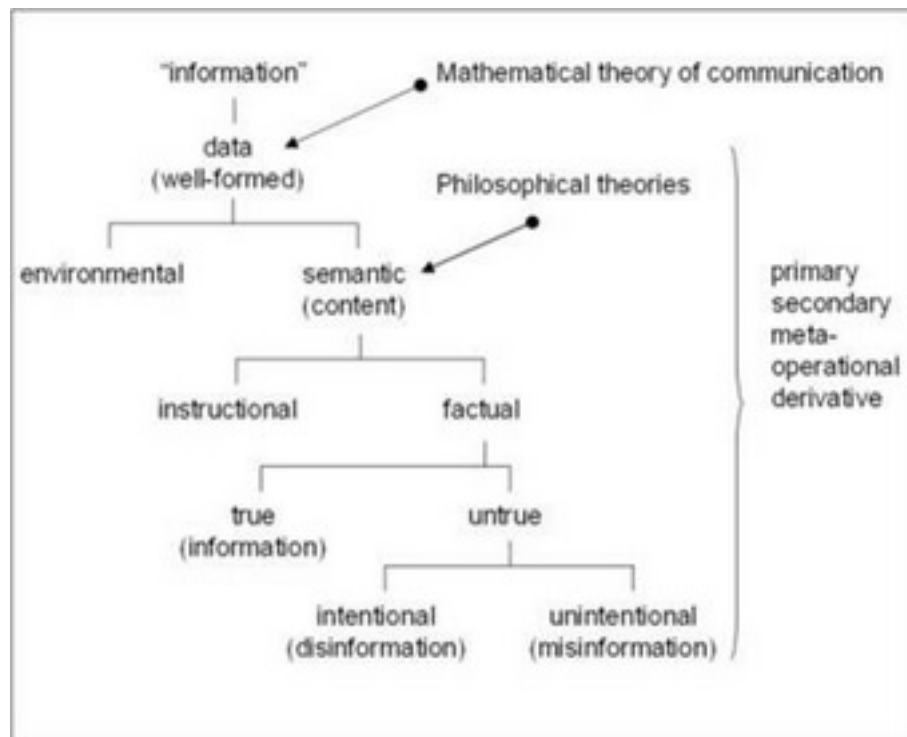 “information”
Mathematical theory of communication
data
(well-formed)
Philosophical theories
environmental
semantic
(content)
primary
secondary
meta-
operational
derivative
instructional
factual
true
(information)
untrue
intentional
(disinformation)
unintentional
(misinformation)